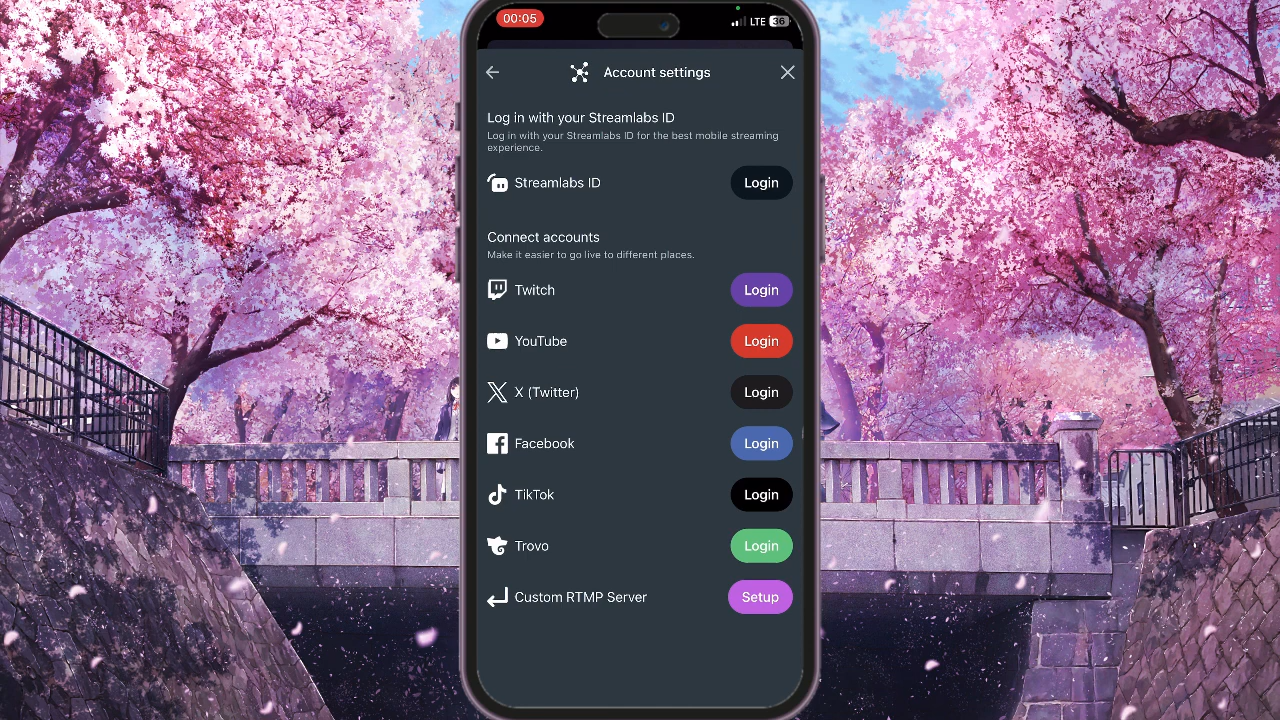 00:05
LTE 36
Account settings
Log in with your Streamlabs ID
Log in with your Streamlabs ID for the best mobile streaming
experience.
Streamlabs ID Login
Connect accounts
Make it easier to go live to different places.
Twitch Login
YouTube Login
X (Twitter) Login
Facebook Login
TikTok Login
Trovo Login
Custom RTMP Server Setup